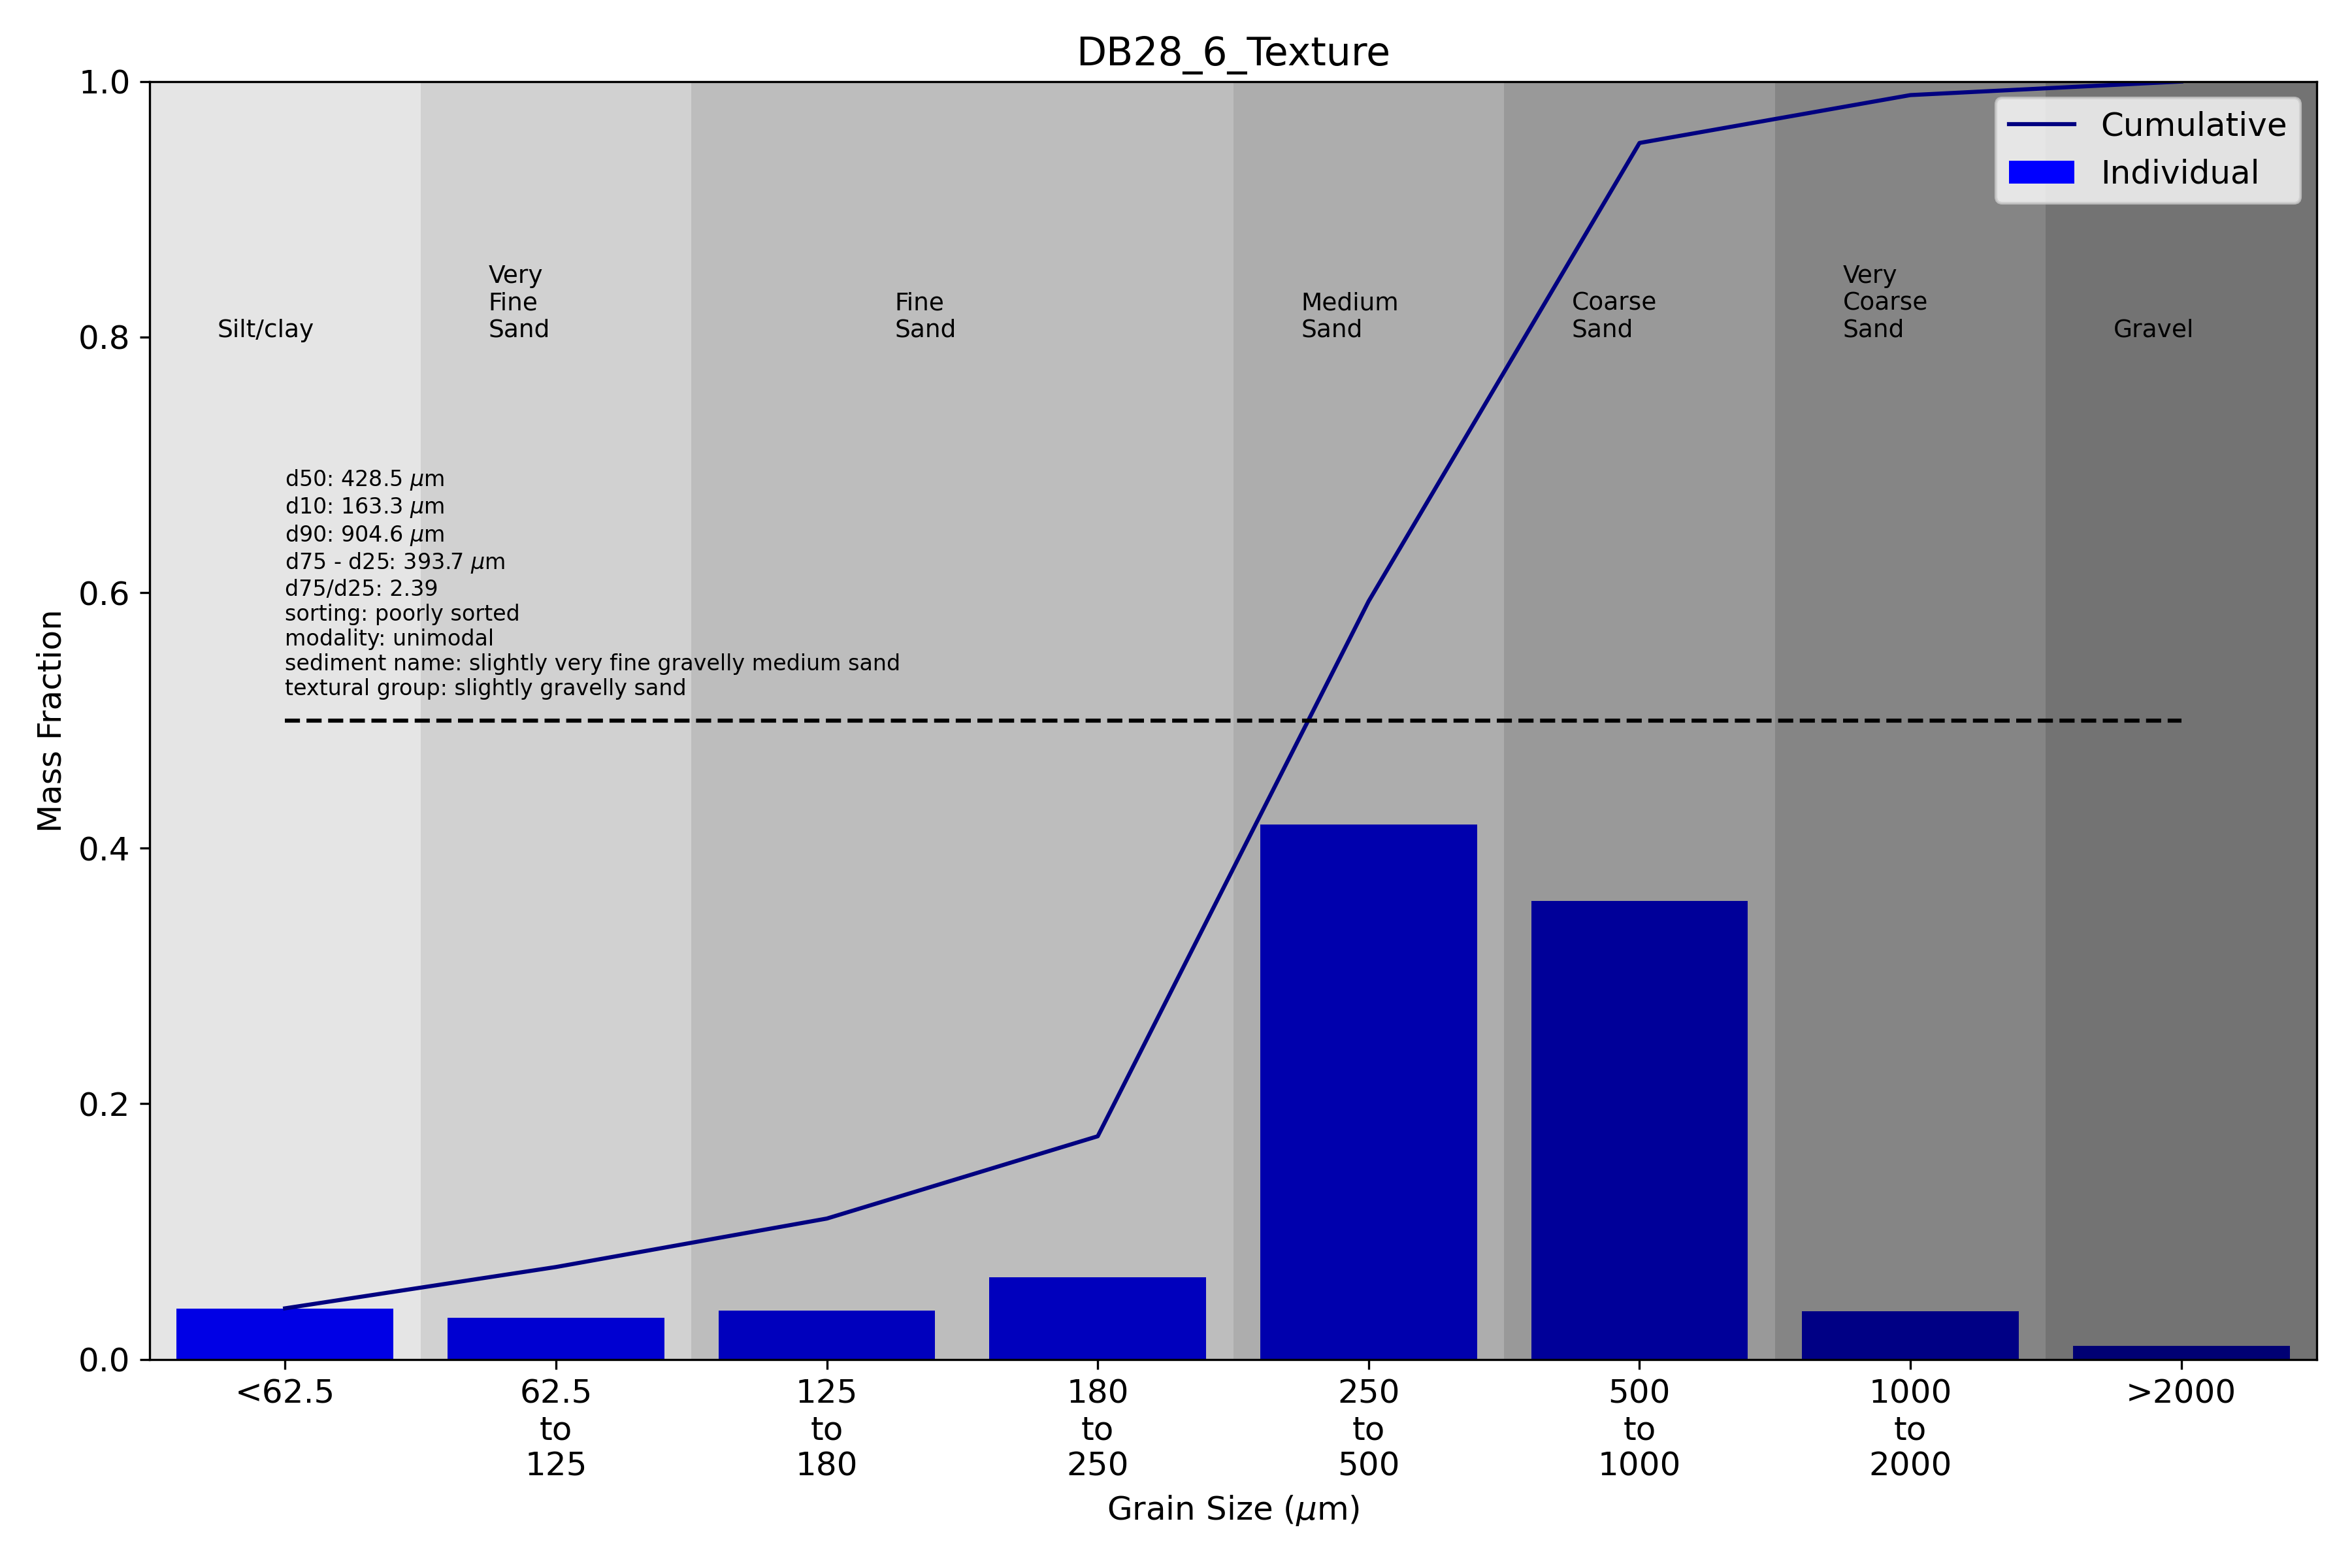 DB28_6_Texture
1.0
0.8
0.6
0.4
0.2
0.0
Mass Fraction
Cumulative
Individual
Silt/clay
Very
Fine
Sand
Fine
Sand
Medium
Sand
Coarse
Sand
Very
Coarse
Sand
Gravel
d50: 428.5 μm
d10: 163.3 μm
d90: 904.6 μm
d75 - d25: 393.7 μm
d75/d25: 2.39
sorting: poorly sorted
modality: unimodal
sediment name: slightly very fine gravelly medium sand
textural group: slightly gravelly sand
<62.5
62.5
to
125
125
to
180
180
to
250
250
to
500
500
to
1000
1000
to
2000
>2000
Grain Size (μm)